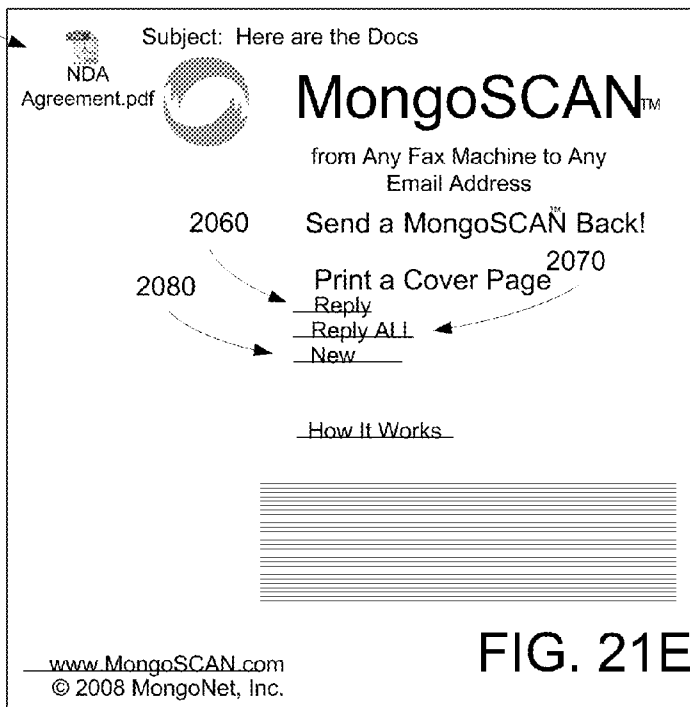 Subject: Here are the Docs
NDA
Agreement.pdf
MongoSCAN™
from Any Fax Machine to Any
Email Address
2060
Send a MongoSCAN™ Back!
2070
2080
Print a Cover Page
Reply
Reply ALL
New
How It Works
www.MongoSCAN.com
© 2008 MongoNet, Inc.
FIG. 21E